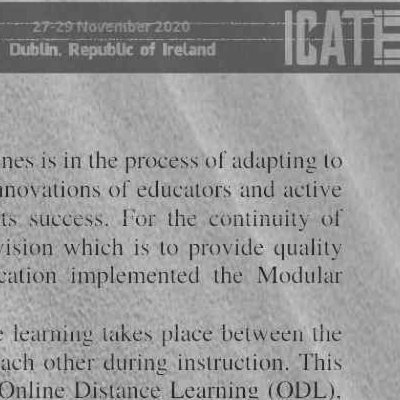 27-29 November 2020
Dublin, Republic of Ireland
ICATE
nes is in the process of adapting to
nnovations of educators and active
ts success. For the continuity of
vision which is to provide quality
cation implemented the Modular
e learning takes place between the
ach other during instruction. This
Online Distance Learning (ODL),